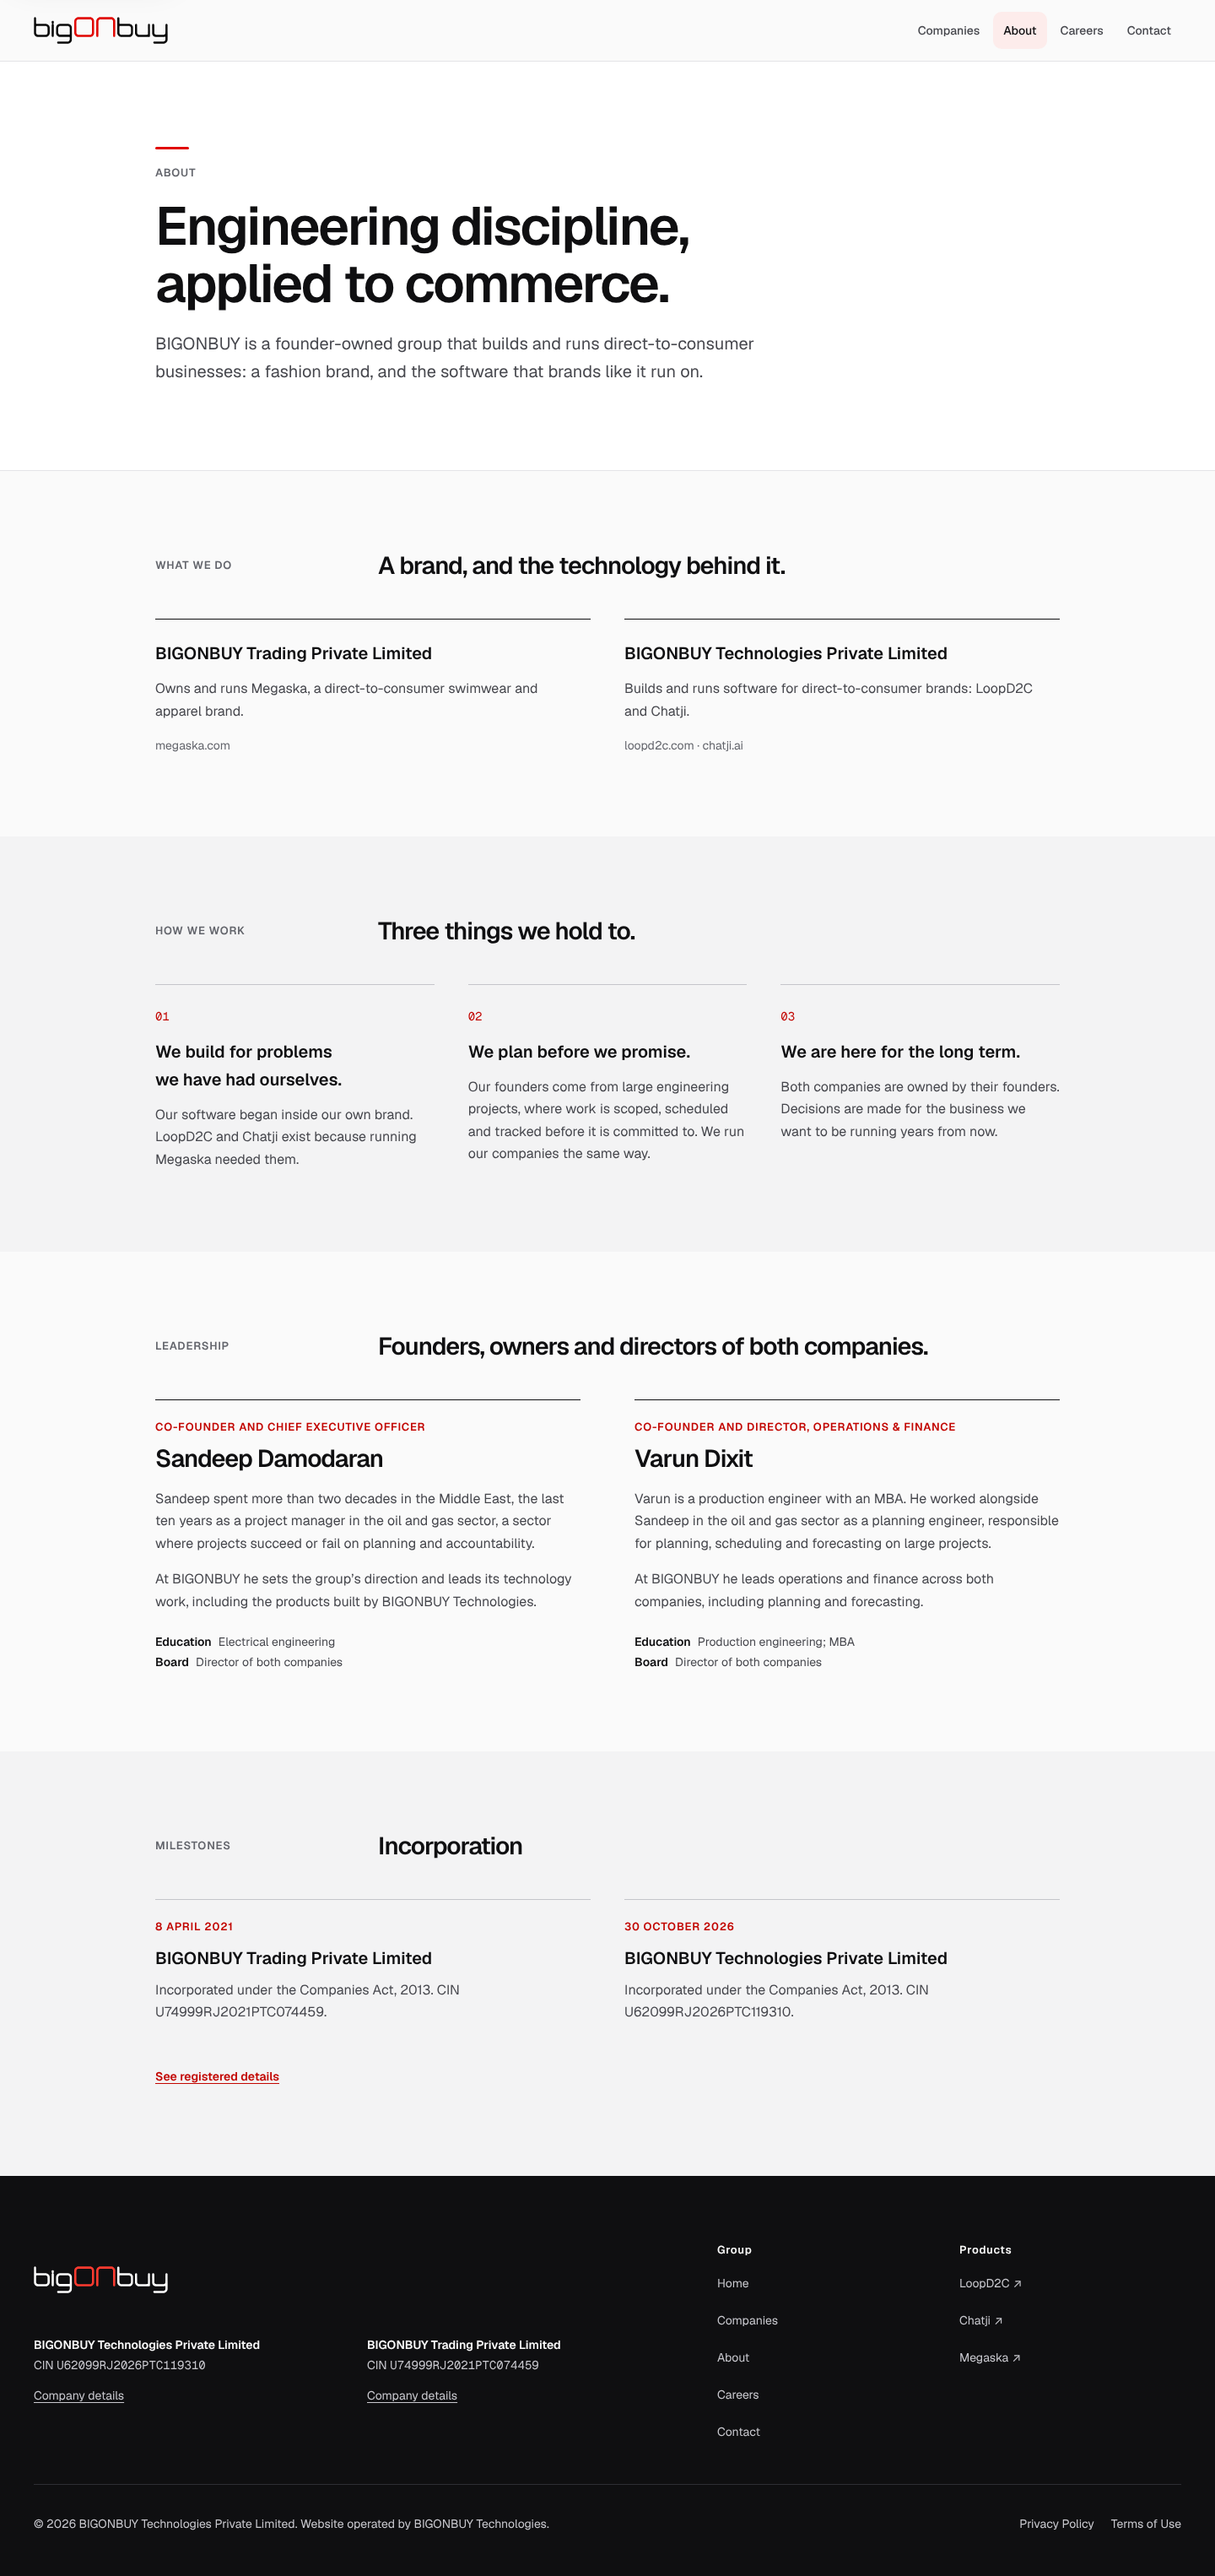 bigONbuy
Companies
About
Careers
Contact
ABOUT
Engineering discipline,
applied to commerce.
BIGONBUY is a founder-owned group that builds and runs direct-to-consumer
businesses: a fashion brand, and the software that brands like it run on.
WHAT WE DO
A brand, and the technology behind it.
BIGONBUY Trading Private Limited
Owns and runs Megaska, a direct-to-consumer swimwear and
apparel brand.
megaska.com
BIGONBUY Technologies Private Limited
Builds and runs software for direct-to-consumer brands: LoopD2C
and Chatji.
loopd2c.com · chatji.ai
HOW WE WORK
Three things we hold to.
01
We build for problems
we have had ourselves.
Our software began inside our own brand.
LoopD2C and Chatji exist because running
Megaska needed them.
02
We plan before we promise.
Our founders come from large engineering
projects, where work is scoped, scheduled
and tracked before it is committed to. We run
our companies the same way.
03
We are here for the long term.
Both companies are owned by their founders.
Decisions are made for the business we
want to be running years from now.
LEADERSHIP
Founders, owners and directors of both companies.
CO-FOUNDER AND CHIEF EXECUTIVE OFFICER
Sandeep Damodaran
Sandeep spent more than two decades in the Middle East, the last
ten years as a project manager in the oil and gas sector, a sector
where projects succeed or fail on planning and accountability.
At BIGONBUY he sets the group’s direction and leads its technology
work, including the products built by BIGONBUY Technologies.
Education Electrical engineering
Board Director of both companies
CO-FOUNDER AND DIRECTOR, OPERATIONS & FINANCE
Varun Dixit
Varun is a production engineer with an MBA. He worked alongside
Sandeep in the oil and gas sector as a planning engineer, responsible
for planning, scheduling and forecasting on large projects.
At BIGONBUY he leads operations and finance across both
companies, including planning and forecasting.
Education Production engineering; MBA
Board Director of both companies
MILESTONES
Incorporation
8 APRIL 2021
BIGONBUY Trading Private Limited
Incorporated under the Companies Act, 2013. CIN
U74999RJ2021PTC074459.
30 OCTOBER 2026
BIGONBUY Technologies Private Limited
Incorporated under the Companies Act, 2013. CIN
U62099RJ2026PTC119310.
See registered details
bigONbuy
BIGONBUY Technologies Private Limited
CIN U62099RJ2026PTC119310
Company details
BIGONBUY Trading Private Limited
CIN U74999RJ2021PTC074459
Company details
Group
Home
Companies
About
Careers
Contact
Products
LoopD2C ↗
Chatji ↗
Megaska ↗
© 2026 BIGONBUY Technologies Private Limited. Website operated by BIGONBUY Technologies.
Privacy Policy
Terms of Use